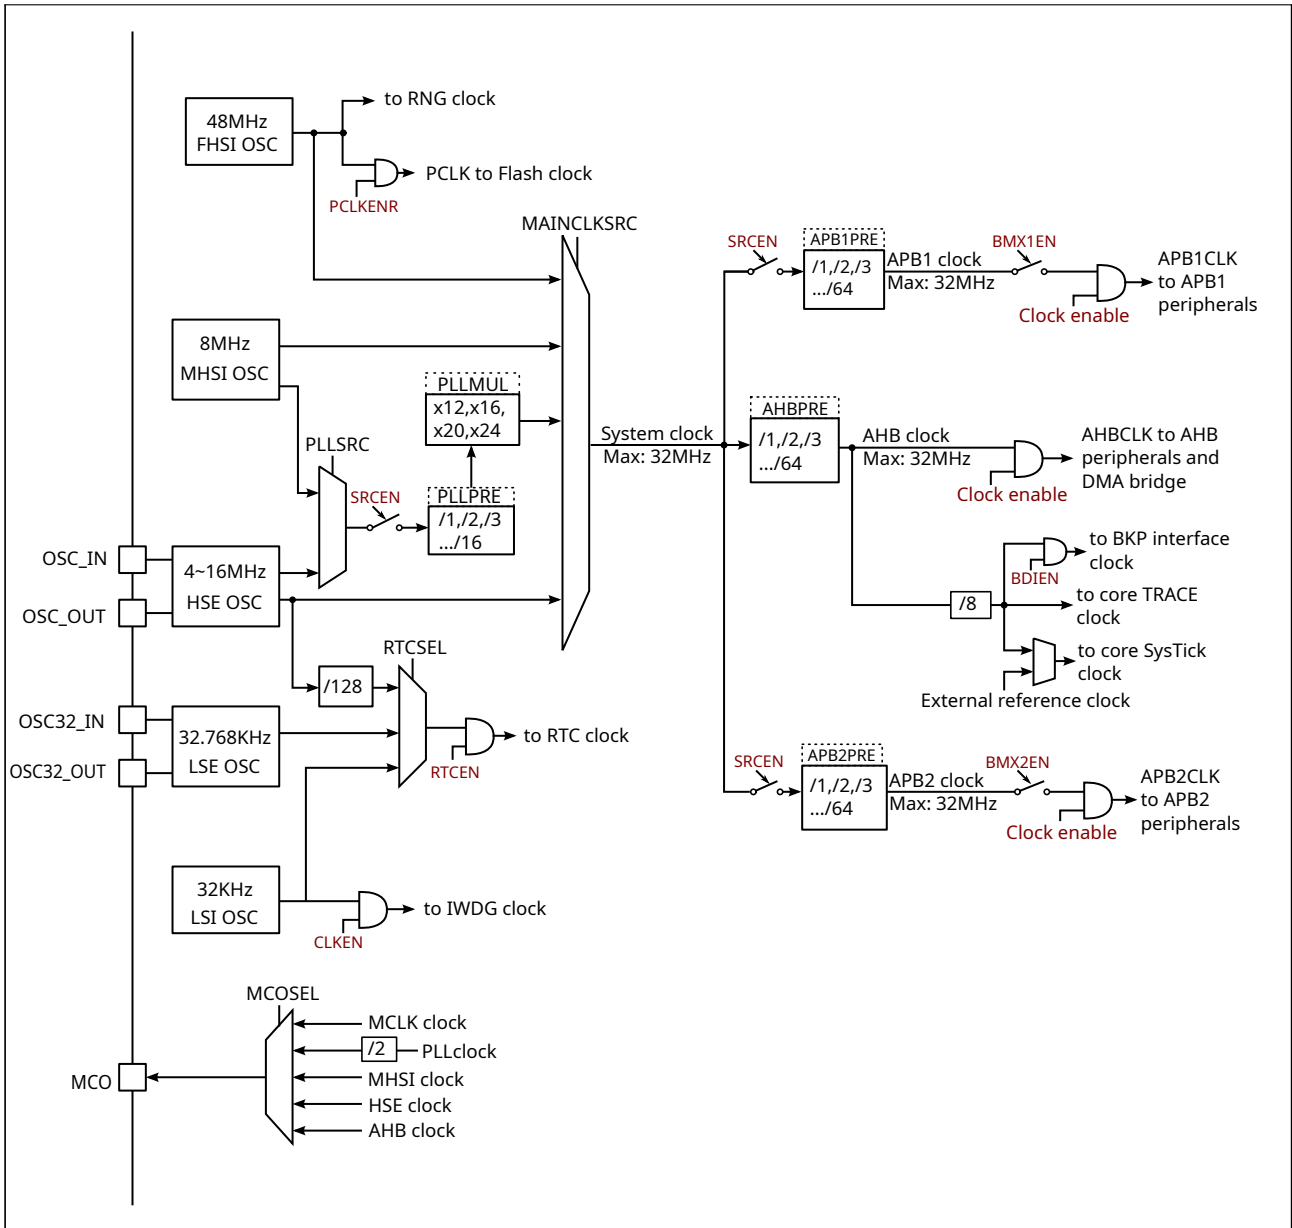 48MHz
FHSI OSC
to RNG clock
PCLK to Flash clock
PCLKENR
MAINCLKSRC
8MHz
MHSI OSC
PLLSRC
PLLMUL
x12,x16,
x20,x24
SRCEN
PLLPRE
/1,/2,/3
.../16
OSC_IN
OSC_OUT
4~16MHz
HSE OSC
RTCSEL
/128
OSC32_IN
OSC32_OUT
32.768KHz
LSE OSC
RTCEN
to RTC clock
32KHz
LSI OSC
CLKEN
to IWDG clock
MCOSEL
MCO
MCLK clock
/2
PLLclock
MHSI clock
HSE clock
AHB clock
System clock
Max: 32MHz
SRCEN
APB1PRE
/1,/2,/3
.../64
APB1 clock
Max: 32MHz
BMX1EN
Clock enable
APB1CLK
to APB1
peripherals
AHBPRE
/1,/2,/3
.../64
AHB clock
Max: 32MHz
Clock enable
AHBCLK to AHB
peripherals and
DMA bridge
/8
BDIEN
to BKP interface
clock
to core TRACE
clock
to core SysTick
clock
External reference clock
SRCEN
APB2PRE
/1,/2,/3
.../64
APB2 clock
Max: 32MHz
BMX2EN
Clock enable
APB2CLK
to APB2
peripherals